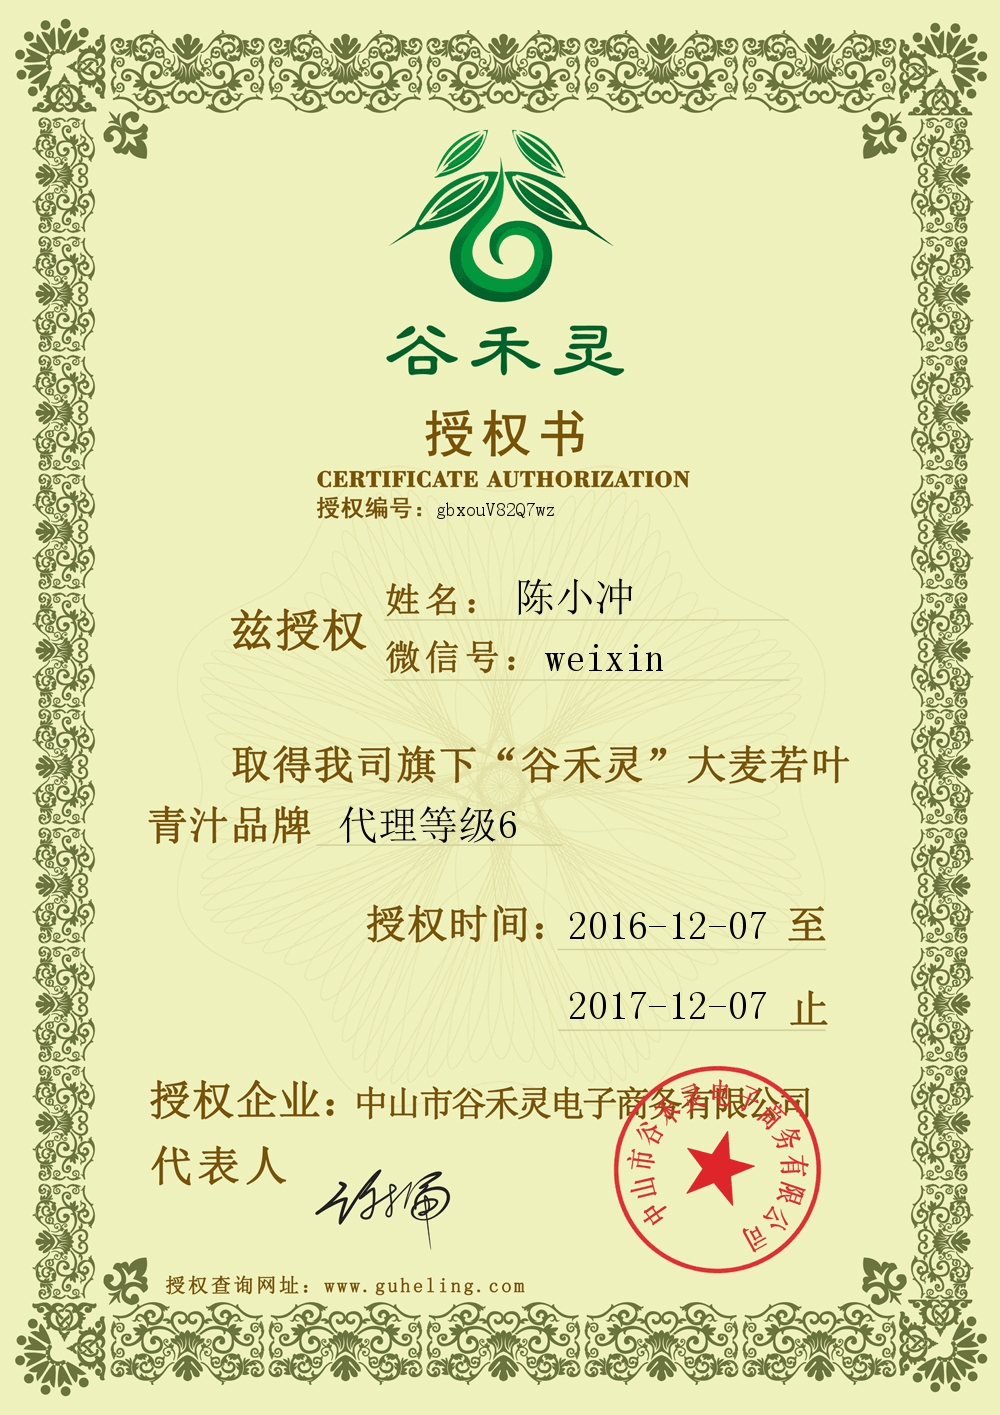 谷禾灵
授权书
CERTIFICATE AUTHORIZATION
授权编号：gbxouV82Q7wz
兹授权
姓名：陈小冲
微信号：weixin
取得我司旗下“谷禾灵”大麦若叶
青汁品牌 代理等级6
授权时间：2016-12-07 至
2017-12-07 止
授权企业：中山市谷禾灵电子商务有限公司
代表人
中山市谷禾灵电子商务有限公司
授权查询网址：www.guheling.com